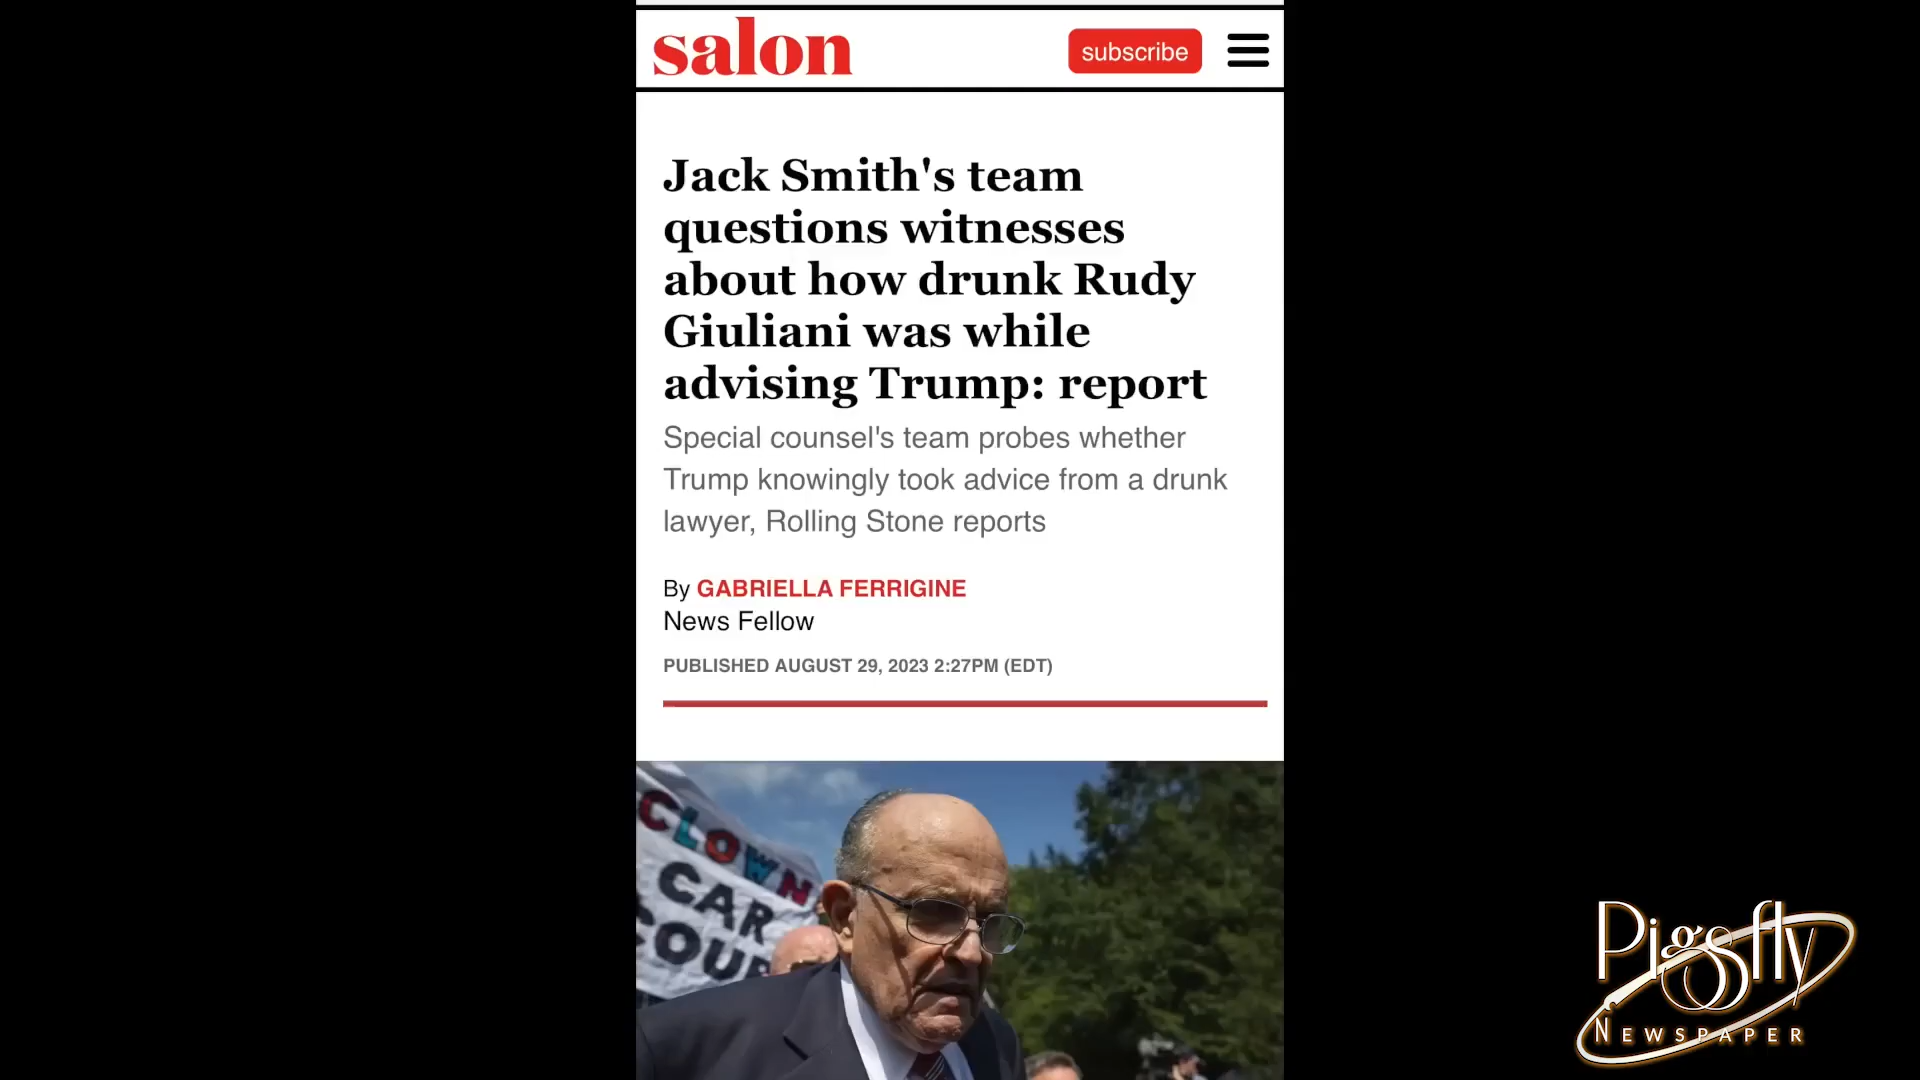 salon
subscribe
Jack Smith's team
questions witnesses
about how drunk Rudy
Giuliani was while
advising Trump: report
Special counsel's team probes whether
Trump knowingly took advice from a drunk
lawyer, Rolling Stone reports
By GABRIELLA FERRIGINE
News Fellow
PUBLISHED AUGUST 29, 2023 2:27PM (EDT)
CLOWN
CAR
COUP
Pigsfly
NEWSPAPER